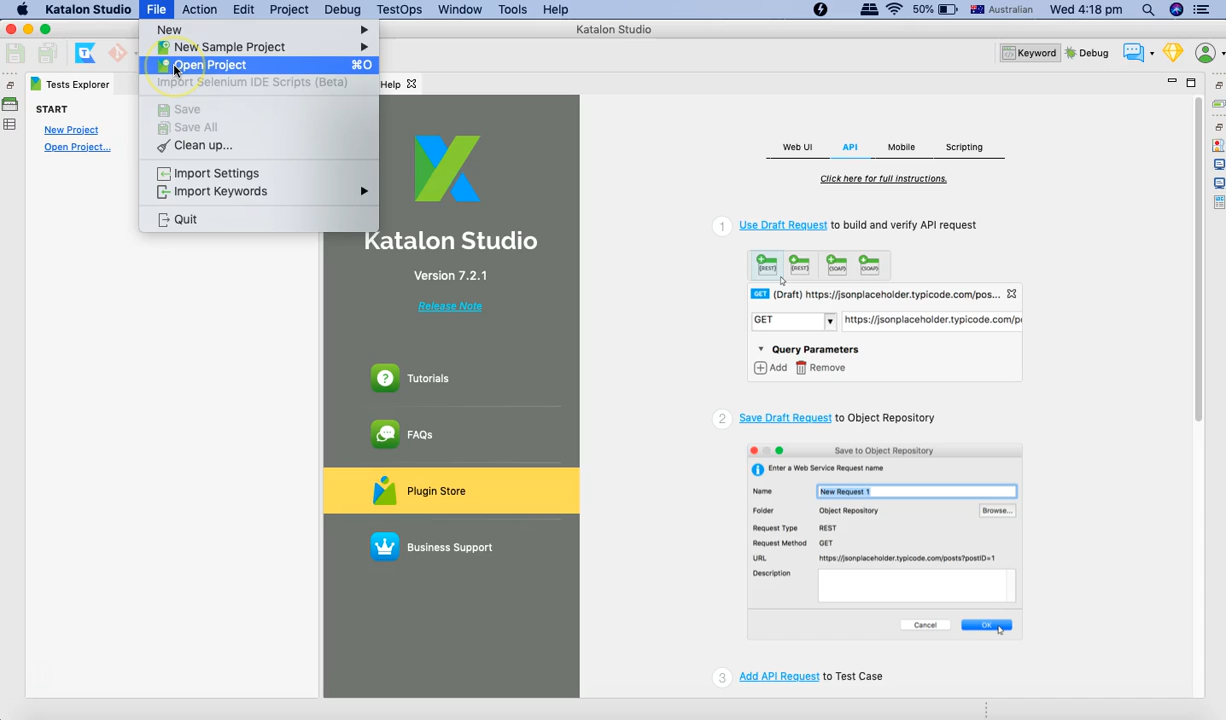 Katalon Studio File Action Edit Project Debug TestOps Window Tools Help 50% Australian Wed 4:18 pm
Katalon Studio
New
New Sample Project
Open Project ⌘O
Import Selenium IDE Scripts (Beta)
Save
Save All
Clean up...
Import Settings
Import Keywords
Quit
Keyword Debug
Tests Explorer
Help
START
New Project
Open Project...
Katalon Studio
Version 7.2.1
Release Note
Tutorials
FAQs
Plugin Store
Business Support
Web UI API Mobile Scripting
Click here for full instructions.
1 Use Draft Request to build and verify API request
{REST} {REST} {SOAP} {SOAP}
GET (Draft) https://jsonplaceholder.typicode.com/pos...
GET https://jsonplaceholder.typicode.com/p
Query Parameters
Add Remove
2 Save Draft Request to Object Repository
Save to Object Repository
Enter a Web Service Request name
Name New Request 1
Folder Object Repository Browse...
Request Type REST
Request Method GET
URL https://jsonplaceholder.typicode.com/posts?postID=1
Description
Cancel OK
3 Add API Request to Test Case